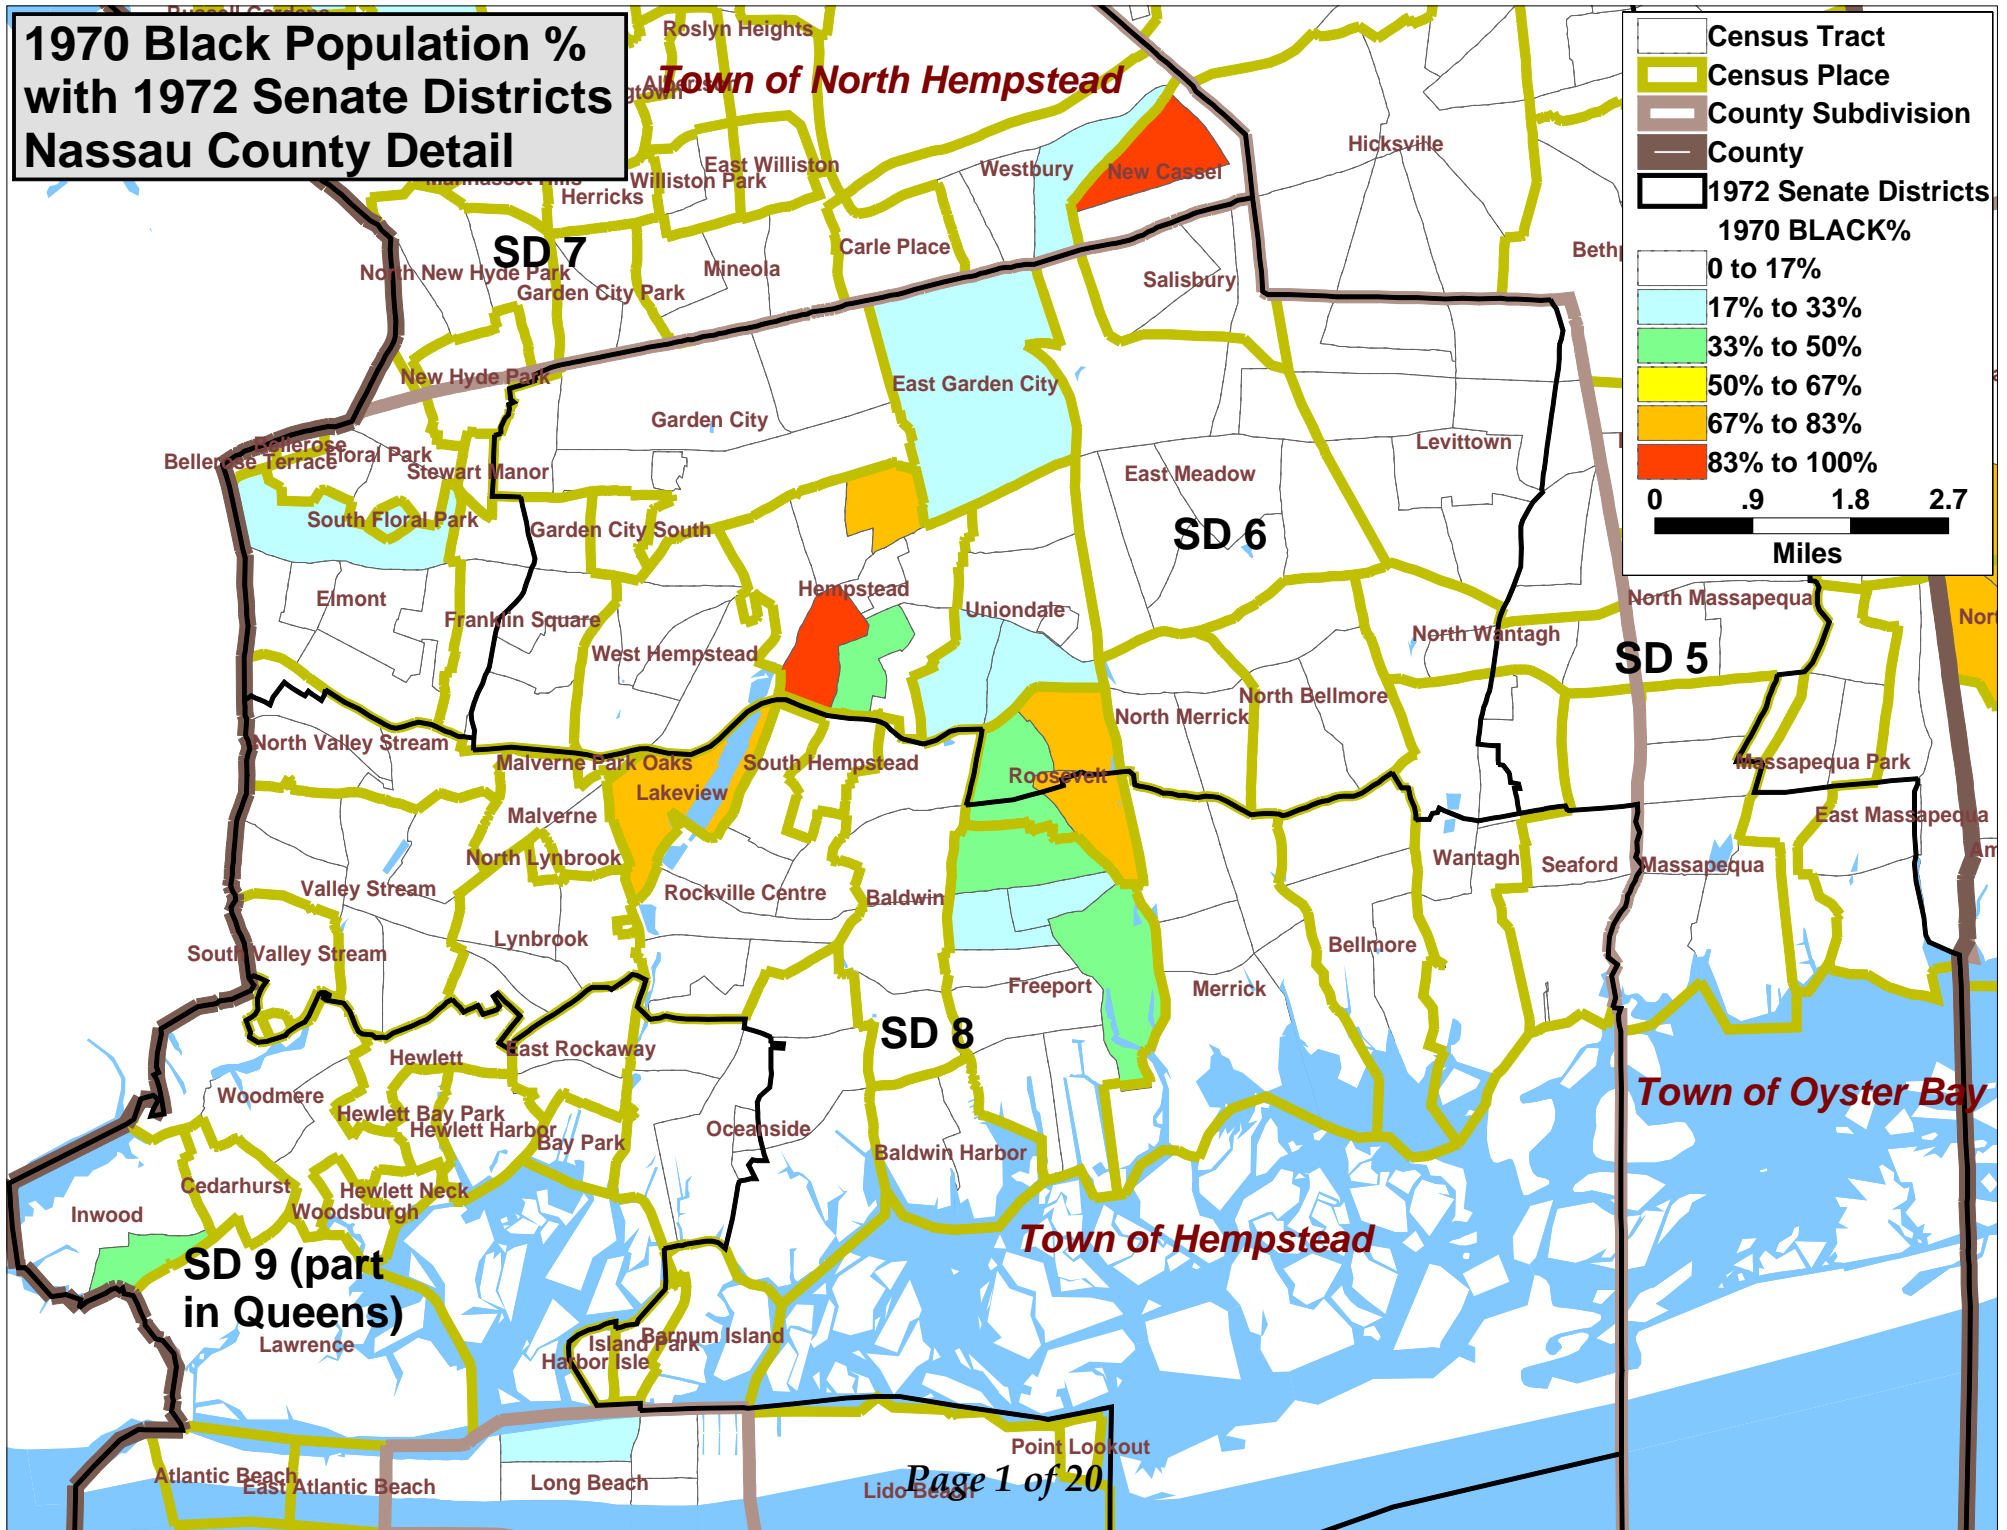 1970 Black Population %
with 1972 Senate Districts
Nassau County Detail
Roslyn Heights
Albertson
Town of North Hempstead
East Williston
Williston Park
Herricks
Westbury
New Cassel
Hicksville
Census Tract
Census Place
County Subdivision
County
1972 Senate Districts
1970 BLACK%
0 to 17%
17% to 33%
33% to 50%
50% to 67%
67% to 83%
83% to 100%
0 .9 1.8 2.7
Miles
SD 7
North New Hyde Park
Garden City Park
Mineola
Carle Place
Salisbury
New Hyde Park
East Garden City
Garden City
Bellerose
Bellerose Terrace
Floral Park
Stewart Manor
South Floral Park
Garden City South
East Meadow
Levittown
SD 6
Elmont
Franklin Square
Hempstead
Uniondale
West Hempstead
North Wantagh
North Massapequa
SD 5
North Bellmore
North Merrick
North Valley Stream
Malverne Park Oaks
South Hempstead
Lakeview
Roosevelt
Massapequa Park
Malverne
East Massapequa
North Lynbrook
Wantagh
Seaford
Massapequa
Valley Stream
Rockville Centre
Baldwin
Lynbrook
Bellmore
South Valley Stream
Freeport
Merrick
SD 8
Hewlett
East Rockaway
Woodmere
Hewlett Bay Park
Hewlett Harbor
Bay Park
Oceanside
Baldwin Harbor
Town of Oyster Bay
Cedarhurst
Hewlett Neck
Woodsburgh
Inwood
Town of Hempstead
SD 9 (part
in Queens)
Lawrence
Island Park
Barnum Island
Harbor Isle
Point Lookout
Atlantic Beach
East Atlantic Beach
Long Beach
Lido Beach
Page 1 of 20